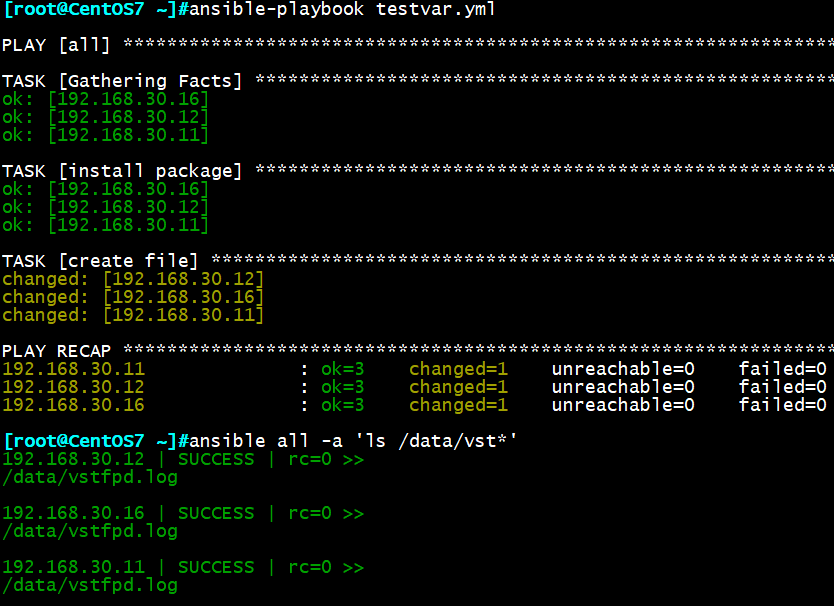 [root@CentOS7 ~]#ansible-playbook testvar.yml
PLAY [all] *****************************************************************
TASK [Gathering Facts] *****************************************************
ok: [192.168.30.16]
ok: [192.168.30.12]
ok: [192.168.30.11]
TASK [install package] *****************************************************
ok: [192.168.30.16]
ok: [192.168.30.12]
ok: [192.168.30.11]
TASK [create file] *********************************************************
changed: [192.168.30.12]
changed: [192.168.30.16]
changed: [192.168.30.11]
PLAY RECAP *****************************************************************
192.168.30.11              : ok=3    changed=1    unreachable=0    failed=0
192.168.30.12              : ok=3    changed=1    unreachable=0    failed=0
192.168.30.16              : ok=3    changed=1    unreachable=0    failed=0
[root@CentOS7 ~]#ansible all -a 'ls /data/vst*'
192.168.30.12 | SUCCESS | rc=0 >>
/data/vstfpd.log
192.168.30.16 | SUCCESS | rc=0 >>
/data/vstfpd.log
192.168.30.11 | SUCCESS | rc=0 >>
/data/vstfpd.log